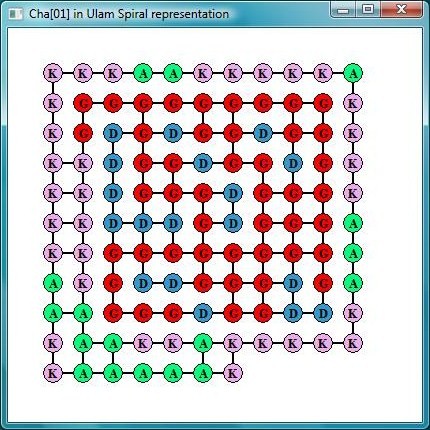 Cha[01] in Ulam Spiral representation
K K K A A K K K K K A
K G G G G G G G G G K
K G D G D G G D G G K
K K D G G D G G D G K
K K D G G G D G G G K
K K D D D G D G G G A
K K G G G G G G G G A
A K G D D G G G D G A
A A G G G D G G D D K
K A A K K A K K K K K
K A A A A A K